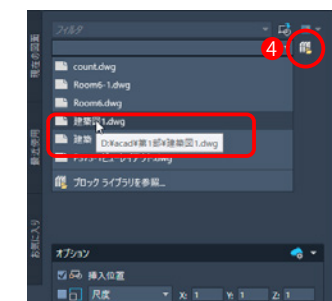 フィルタ
4
現在の図面
count.dwg
Room6-1.dwg
Room6.dwg
建築図1.dwg
建築
D:¥acad¥第1部¥建築図1.dwg
最近使用
ブロック ライブラリを参照...
お気に入り
オプション
挿入位置
尺度
X: 1
Y: 1
Z: 1